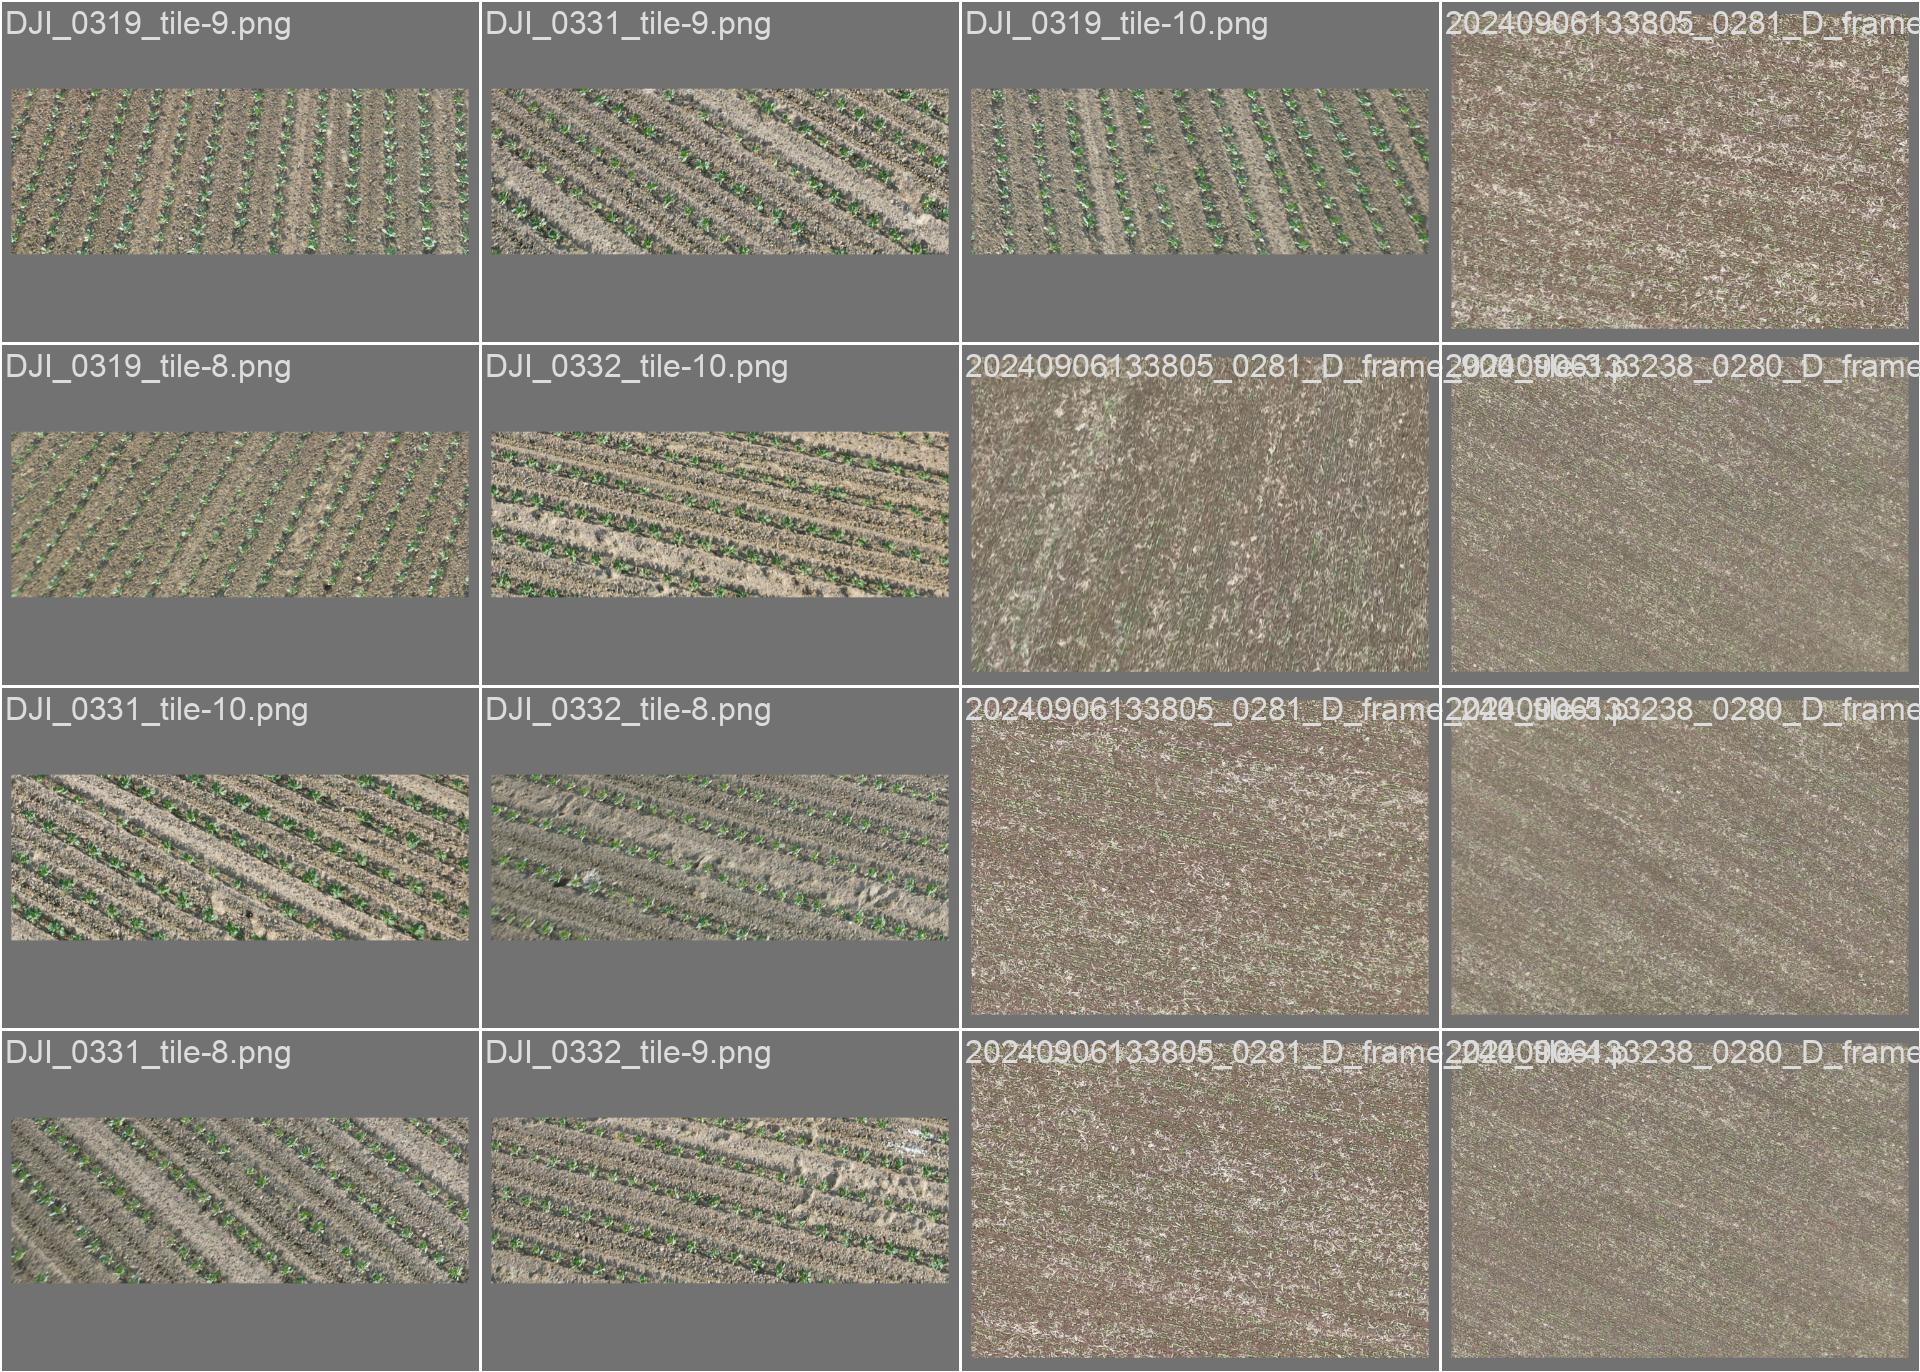 DJI_0319_tile-9.png
DJI_0331_tile-9.png
DJI_0319_tile-10.png
20240906133805_0281_D_frame
DJI_0319_tile-8.png
DJI_0332_tile-10.png
20240906133805_0281_D_frame
20240906133238_0280_D_frame
DJI_0331_tile-10.png
DJI_0332_tile-8.png
20240906133805_0281_D_frame
20240906133238_0280_D_frame
DJI_0331_tile-8.png
DJI_0332_tile-9.png
20240906133805_0281_D_frame
20240906133238_0280_D_frame